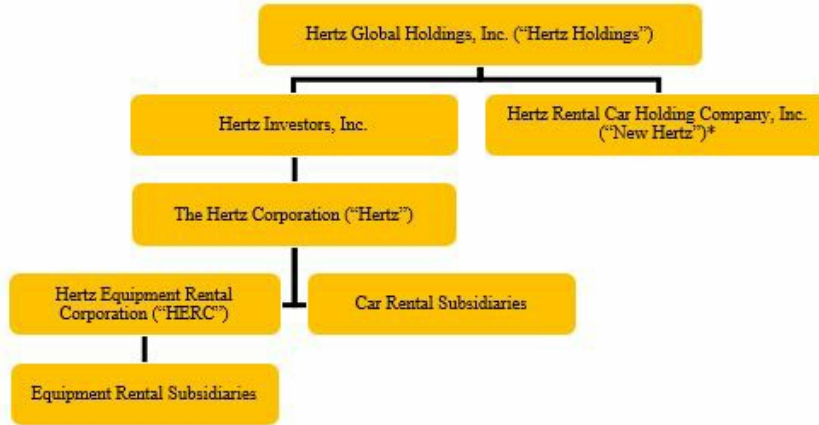 Hertz Global Holdings, Inc. (“Hertz Holdings”)
Hertz Investors, Inc.
Hertz Rental Car Holding Company, Inc.
(“New Hertz”)*
The Hertz Corporation (“Hertz”)
Hertz Equipment Rental
Corporation (“HERC”)
Car Rental Subsidiaries
Equipment Rental Subsidiaries